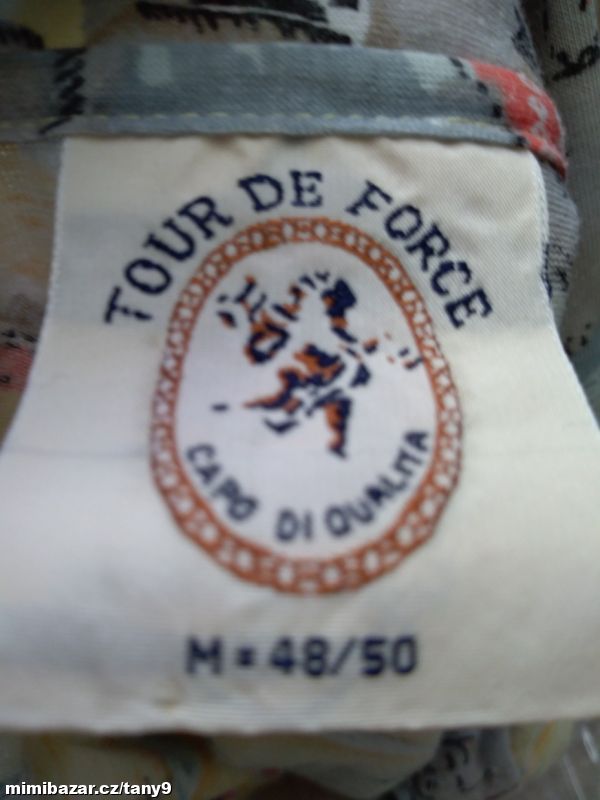 TOUR DE FORCE
CAPO DI QUALITA
M = 48/50
mimibazar.cz/tany9